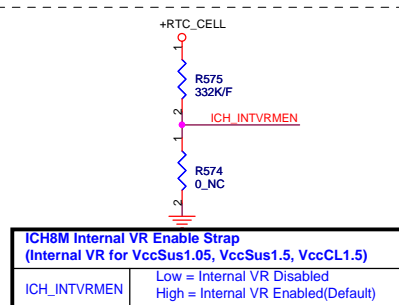 +RTC_CELL
1
R575
332K/F
2
ICH_INTVRMEN
1
R574
0_NC
2
ICH8M Internal VR Enable Strap
(Internal VR for VccSus1.05, VccSus1.5, VccCL1.5)
ICH_INTVRMEN
Low = Internal VR Disabled
High = Internal VR Enabled(Default)